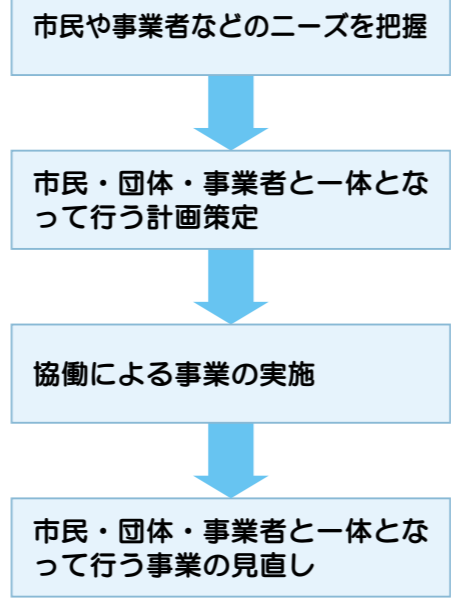 市民や事業者などのニーズを把握
市民・団体・事業者と一体とな
って行う計画策定
協働による事業の実施
市民・団体・事業者と一体とな
って行う事業の見直し